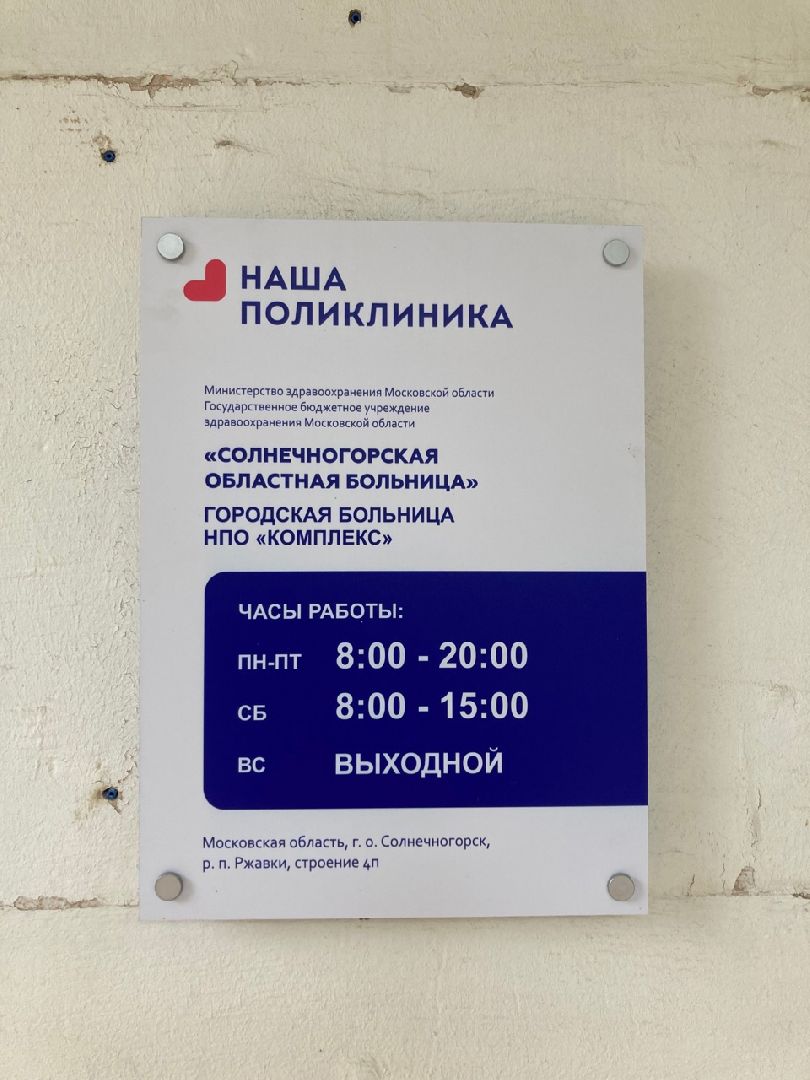 НАША
ПОЛИКЛИНИКА
Министерство здравоохранения Московской области
Государственное бюджетное учреждение
здравоохранения Московской области
«СОЛНЕЧНОГОРСКАЯ
ОБЛАСТНАЯ БОЛЬНИЦА»
ГОРОДСКАЯ БОЛЬНИЦА
НПО «КОМПЛЕКС»
ЧАСЫ РАБОТЫ:
ПН-ПТ 8:00 - 20:00
СБ 8:00 - 15:00
ВС ВЫХОДНОЙ
Московская область, г. о. Солнечногорск,
р. п. Ржавки, строение 4п